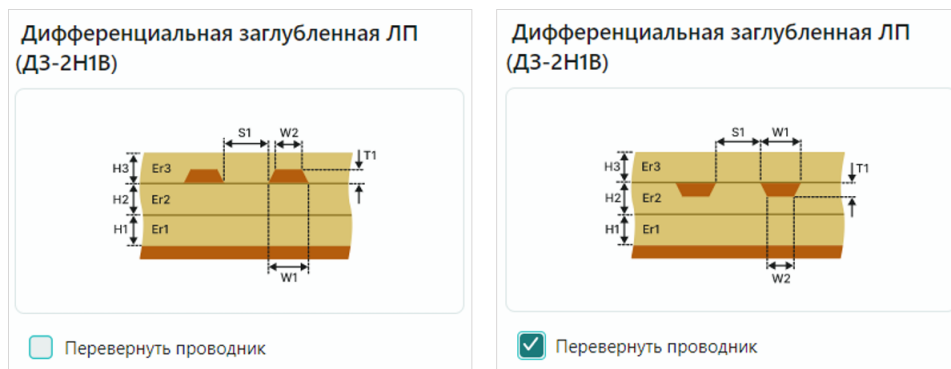 Дифференциальная заглубленная ЛП
(ДЗ-2Н1В)
S1 W2
T1
H3 Er3
H2 Er2
H1 Er1
W1
Перевернуть проводник
Дифференциальная заглубленная ЛП
(ДЗ-2Н1В)
S1 W1
H3 Er3
T1
H2 Er2
H1 Er1
W2
Перевернуть проводник